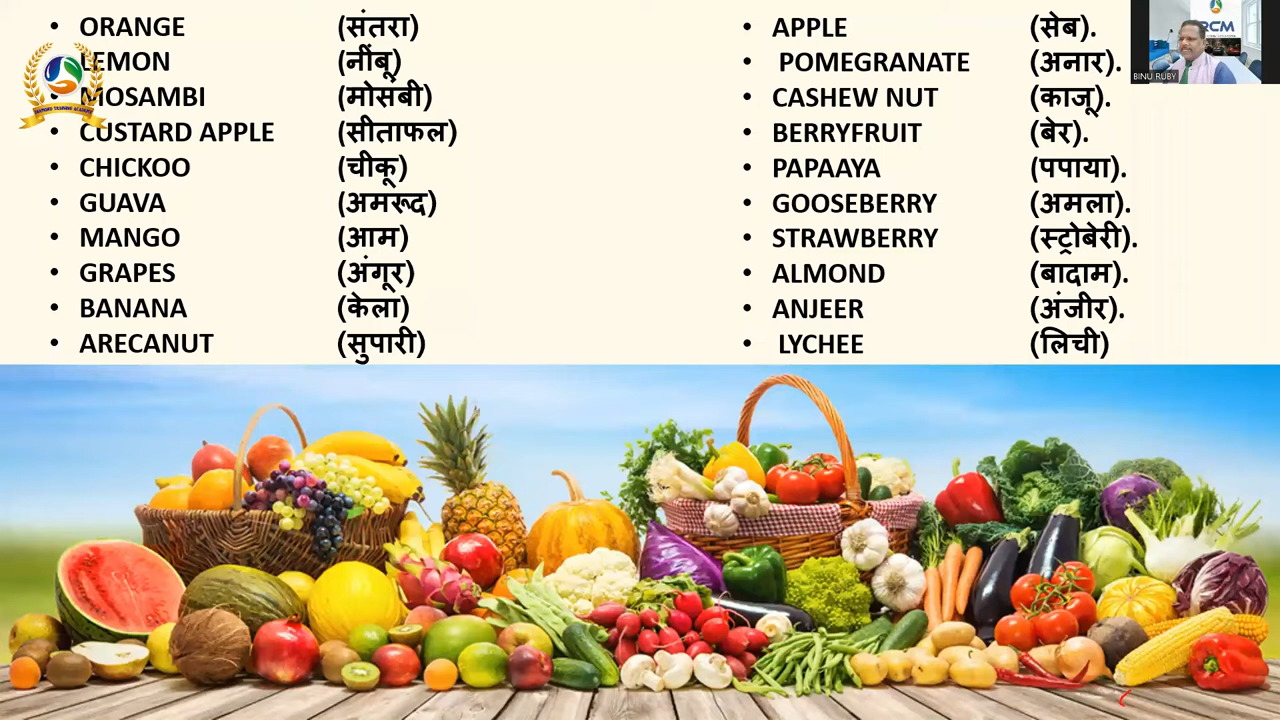 ORANGE (संतरा)
LEMON (नींबू)
MOSAMBI (मोसंबी)
CUSTARD APPLE (सीताफल)
CHICKOO (चीकू)
GUAVA (अमरूद)
MANGO (आम)
GRAPES (अंगूर)
BANANA (केला)
ARECANUT (सुपारी)
APPLE (सेब).
POMEGRANATE (अनार).
CASHEW NUT (काजू).
BERRYFRUIT (बेर).
PAPAAYA (पपाया).
GOOSEBERRY (अमला).
STRAWBERRY (स्ट्रोबेरी).
ALMOND (बादाम).
ANJEER (अंजीर).
LYCHEE (लिची)
RCM
BINU RUBY